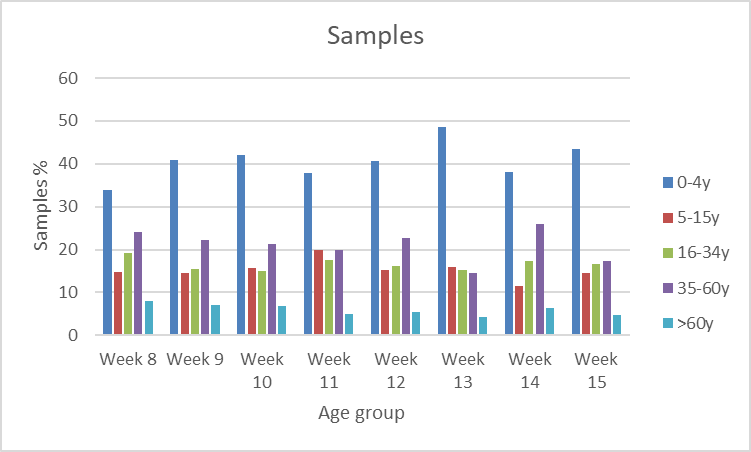 Samples
60
50
40
30
20
10
0
Samples %
Week 8
Week 9
Week
10
Week
11
Week
12
Week
13
Week
14
Week
15
Age group
0-4y
5-15y
16-34y
35-60y
>60y